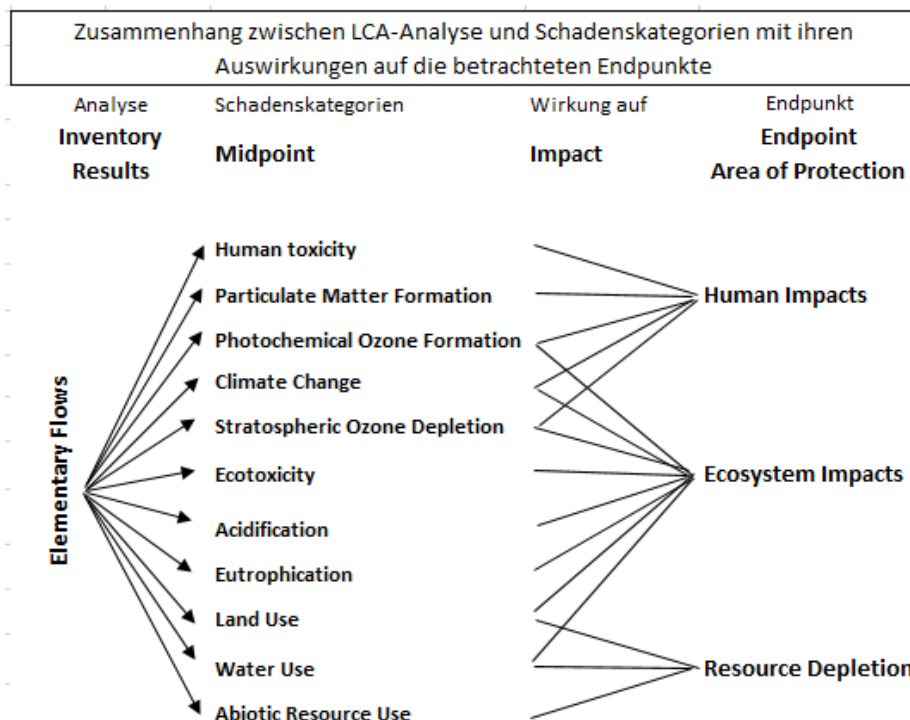 Zusammenhang zwischen LCA-Analyse und Schadenskategorien mit ihren
Auswirkungen auf die betrachteten Endpunkte
Analyse
Schadenskategorien
Wirkung auf
Endpunkt
Inventory
Results
Midpoint
Impact
Endpoint
Area of Protection
Elementary Flows
Human toxicity
Particulate Matter Formation
Photochemical Ozone Formation
Climate Change
Stratospheric Ozone Depletion
Ecotoxicity
Acidification
Eutrophication
Land Use
Water Use
Abiotic Resource Use
Human Impacts
Ecosystem Impacts
Resource Depletion